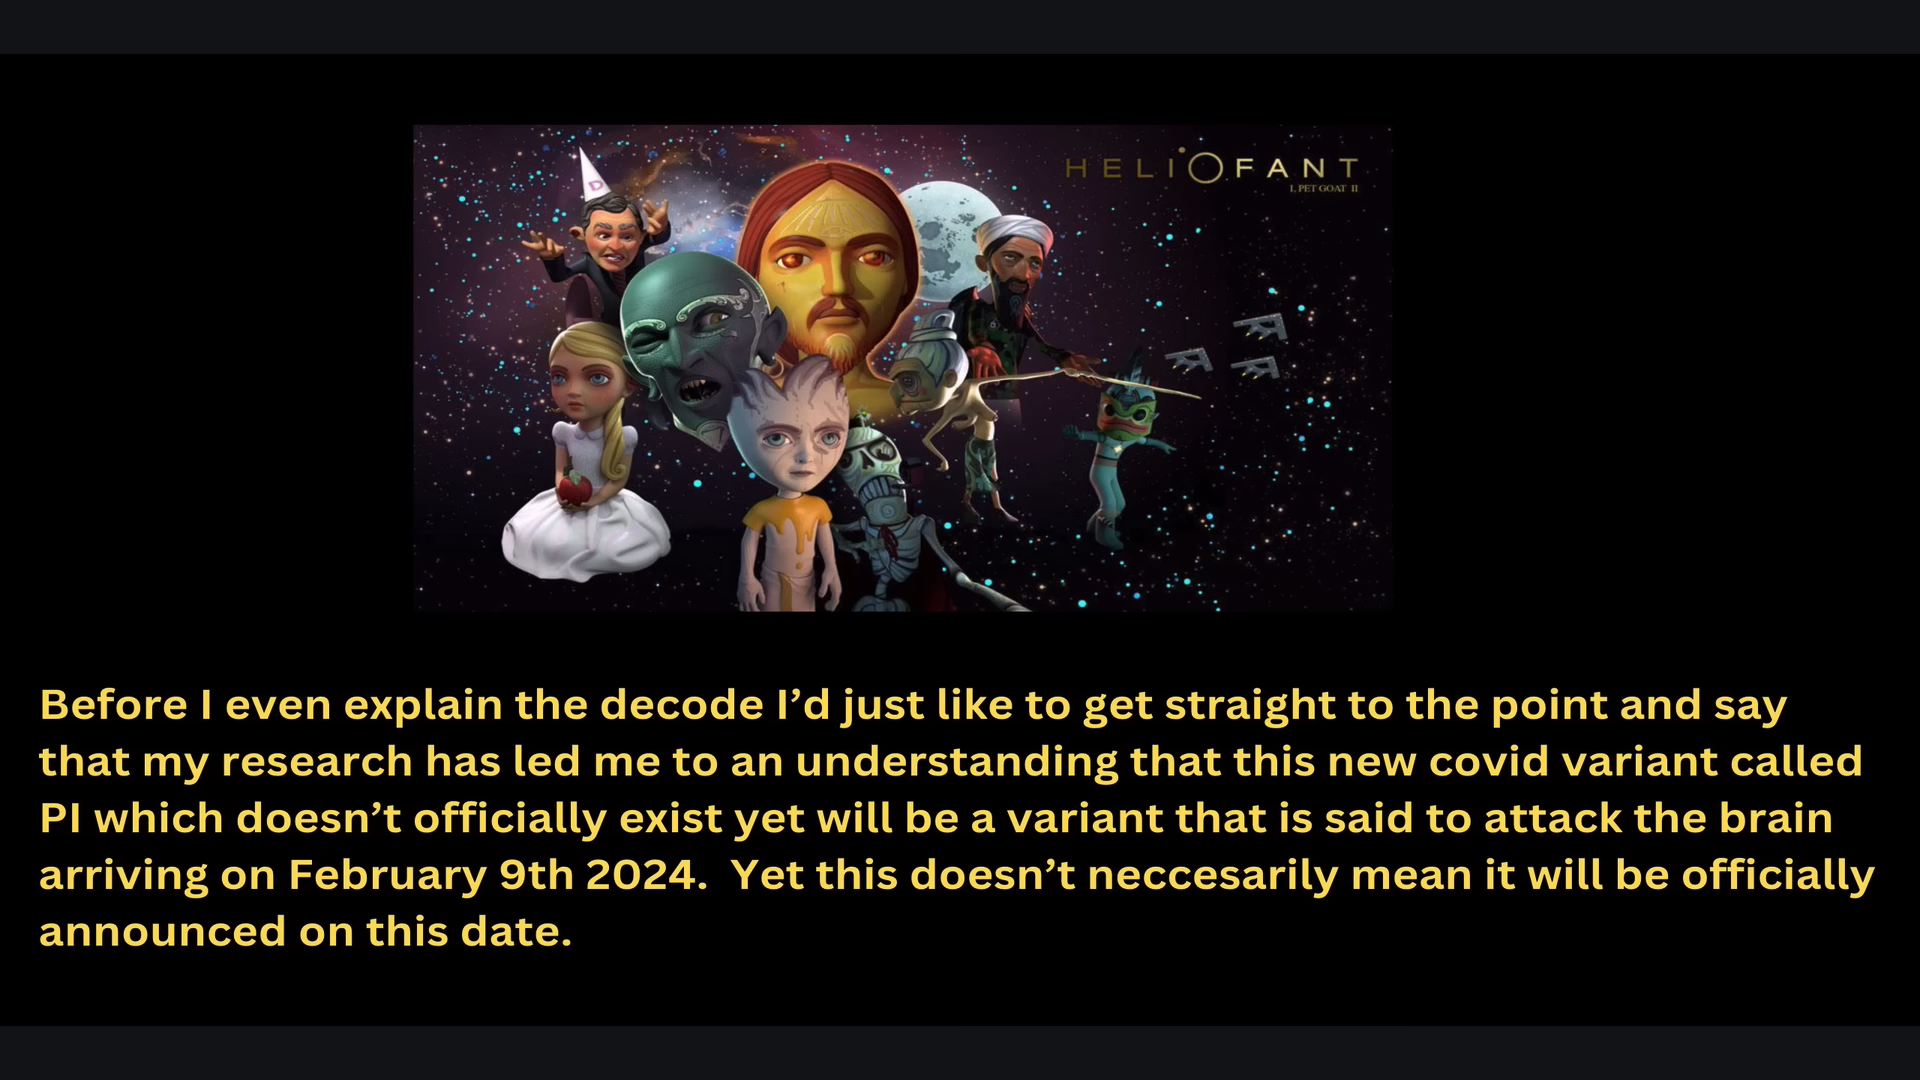 HELIOFANT
I, PET GOAT II
D
Before I even explain the decode I’d just like to get straight to the point and say
that my research has led me to an understanding that this new covid variant called
PI which doesn’t officially exist yet will be a variant that is said to attack the brain
arriving on February 9th 2024.  Yet this doesn’t neccesarily mean it will be officially
announced on this date.